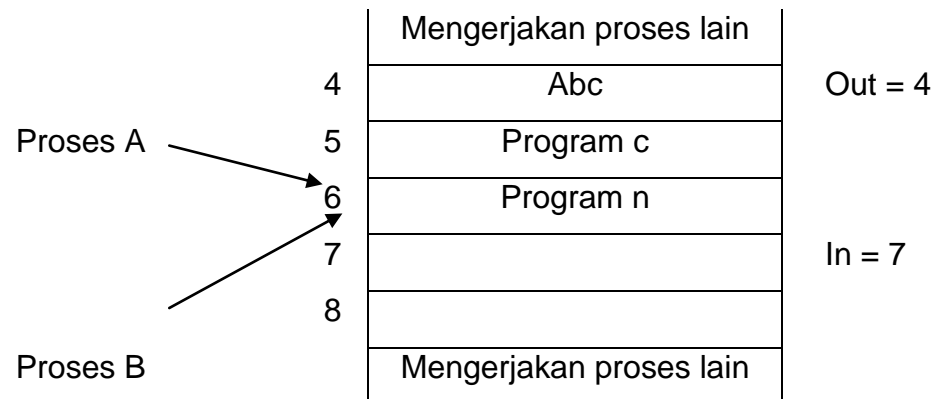 Mengerjakan proses lain
4 Abc Out = 4
Proses A 5 Program c
6 Program n
7 In = 7
8
Proses B Mengerjakan proses lain